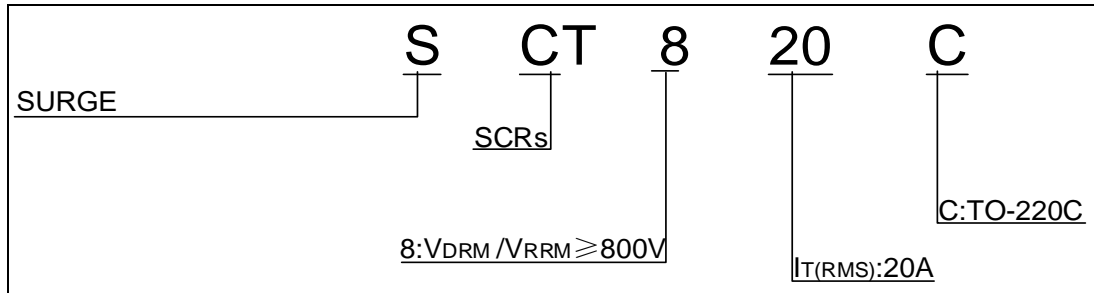 S CT 8 20 C
SURGE
SCRs
C:TO-220C
8:VDRM /VRRM≥800V
IT(RMS):20A